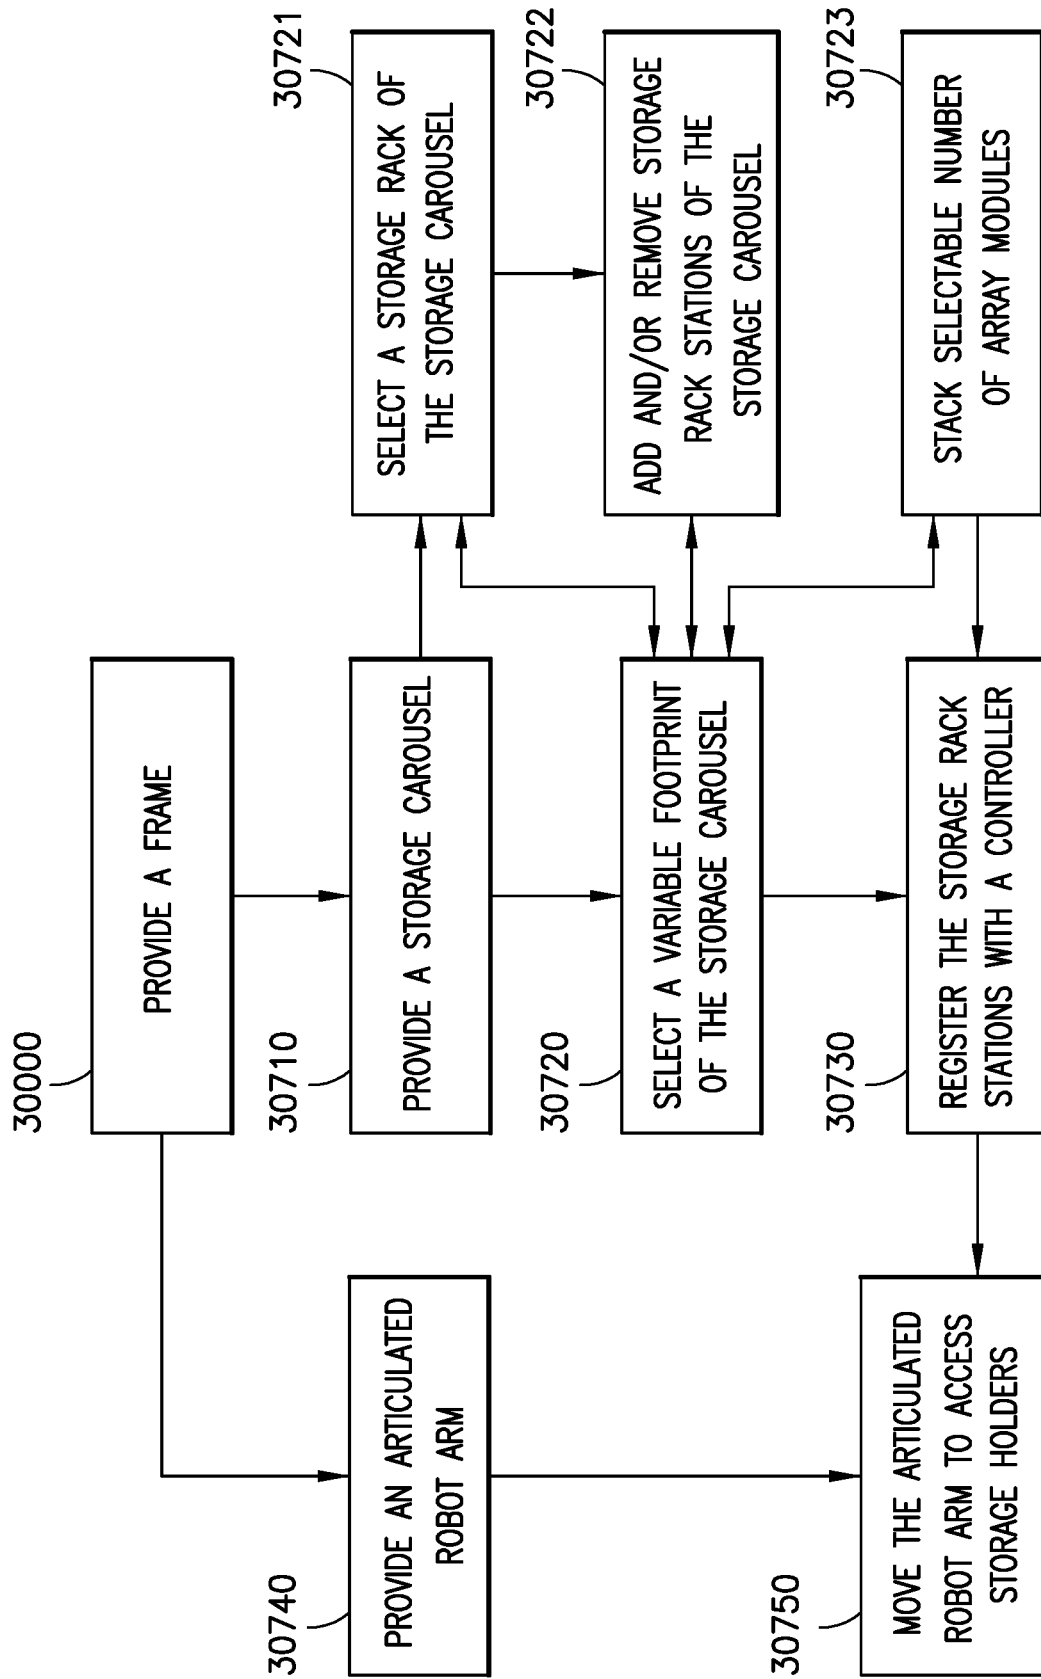 30000
PROVIDE A FRAME
30740
PROVIDE AN ARTICULATED
ROBOT ARM
30710
PROVIDE A STORAGE CAROUSEL
30721
SELECT A STORAGE RACK OF
THE STORAGE CAROUSEL
30720
SELECT A VARIABLE FOOTPRINT
OF THE STORAGE CAROUSEL
30722
ADD AND/OR REMOVE STORAGE
RACK STATIONS OF THE
STORAGE CAROUSEL
30750
MOVE THE ARTICULATED
ROBOT ARM TO ACCESS
STORAGE HOLDERS
30730
REGISTER THE STORAGE RACK
STATIONS WITH A CONTROLLER
30723
STACK SELECTABLE NUMBER
OF ARRAY MODULES